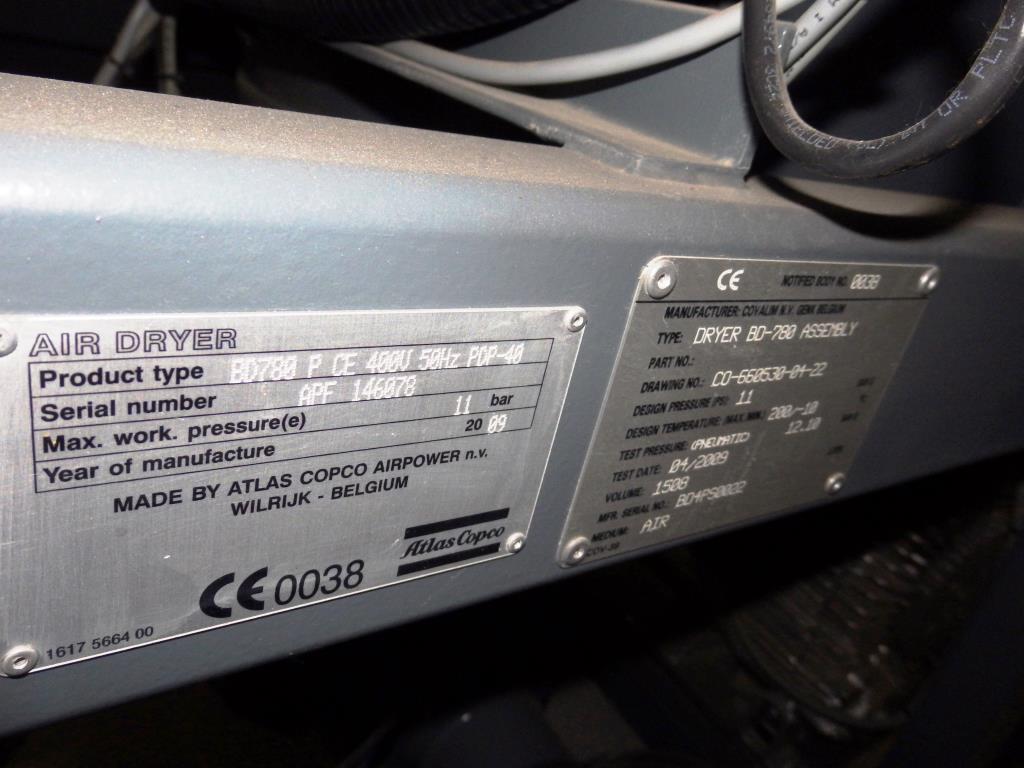 AIR DRYER
Product type BD780 P CE 400V 50Hz PDP-40
Serial number APF 146078
Max. work. pressure(e) 11 bar
Year of manufacture 20 09
MADE BY ATLAS COPCO AIRPOWER n.v.
WILRIJK - BELGIUM
Atlas Copco
CE 0038
1617 5664 00
CE NOTIFIED BODY NO. 0038
MANUFACTURER: COVALIM N.V. GENK BELGIUM
TYPE: DRYER BD-780 ASSEMBLY
PART NO.:
DRAWING NO.: CO-660530-04-22
DESIGN PRESSURE (PS): 11
DESIGN TEMPERATURE (MAX. MIN.) 200/-10 °C
TEST PRESSURE: (PNEUMATIC) 12.10
TEST DATE: 04/2009
VOLUME: 1508
MFR. SERIAL NO.: BD4PS0002
MEDIUM: AIR
COV-38
OR PLTC